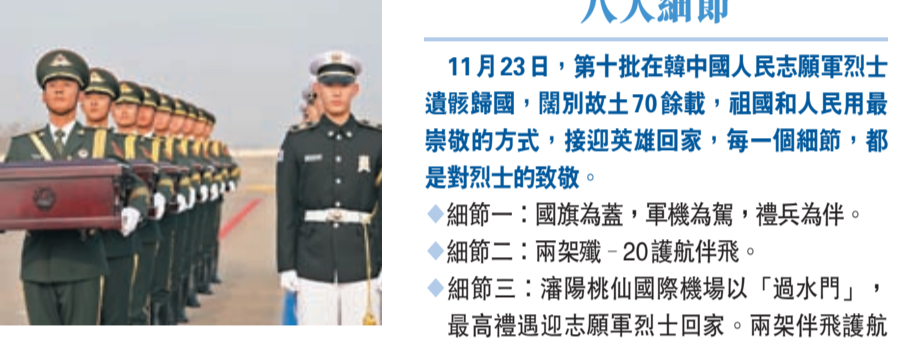 八大細節
11月23日，第十批在韓中國人民志願軍烈士
遺骸歸國，闊別故土70餘載，祖國和人民用最
崇敬的方式，接迎英雄回家，每一個細節，都
是對烈士的致敬。
◆細節一：國旗為蓋，軍機為駕，禮兵為伴。
◆細節二：兩架殲－20護航伴飛。
◆細節三：瀋陽桃仙國際機場以「過水門」，
最高禮遇迎志願軍烈士回家。兩架伴飛護航